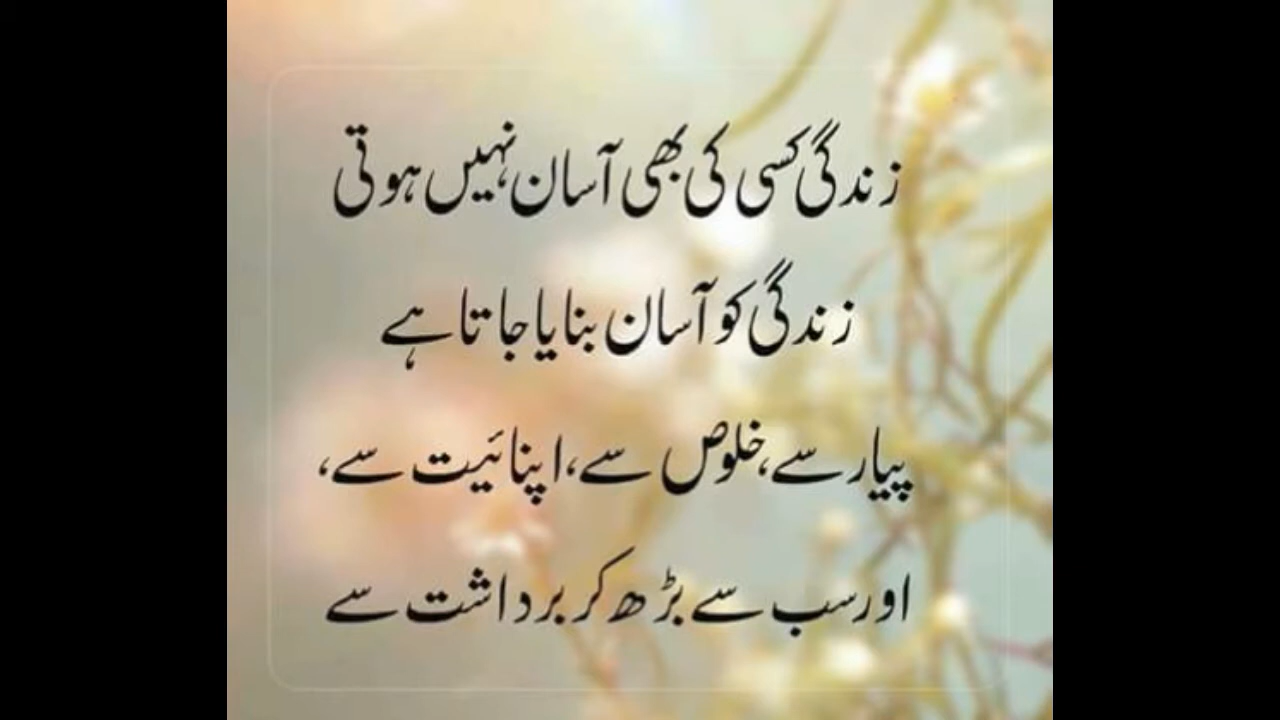 زندگی کسی کی بھی آسان نہیں ہوتی
زندگی کو آسان بنایا جاتا ہے
پیار سے، خلوص سے، اپنائیت سے،
اور سب سے بڑھ کر برداشت سے